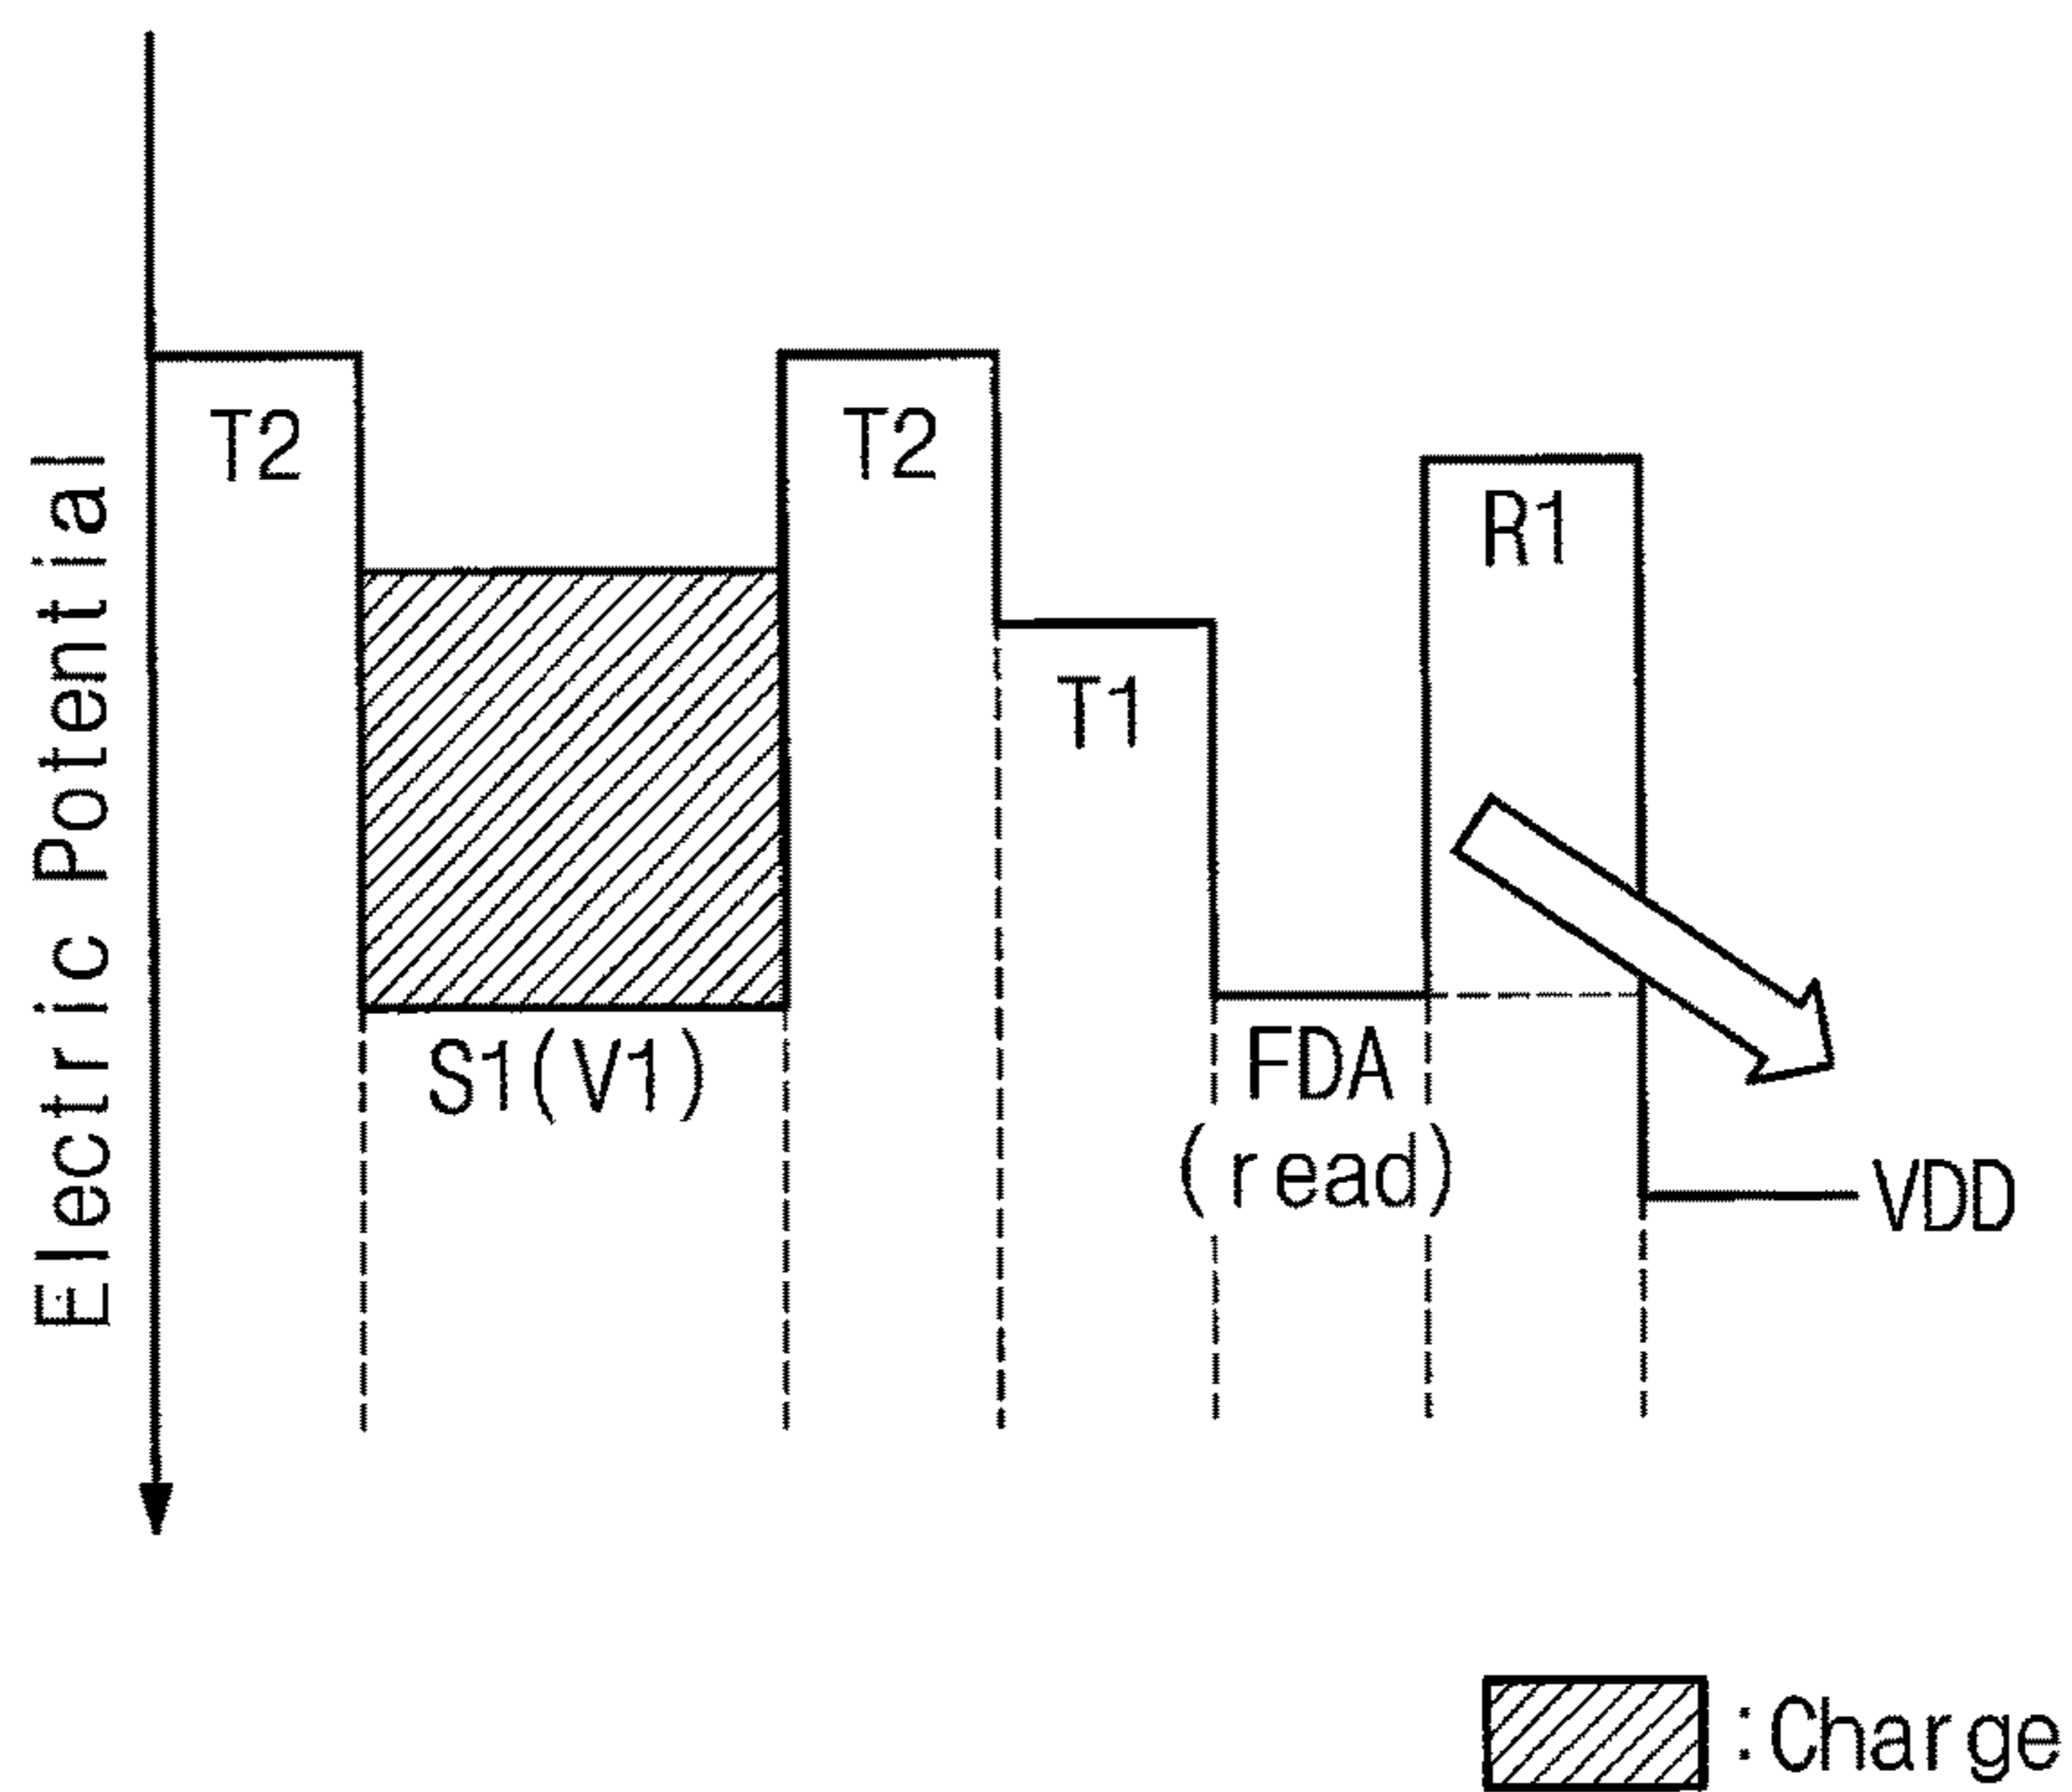 Electric Potential
T2
T2
R1
T1
S1(V1)
FDA
(read)
VDD
:Charge